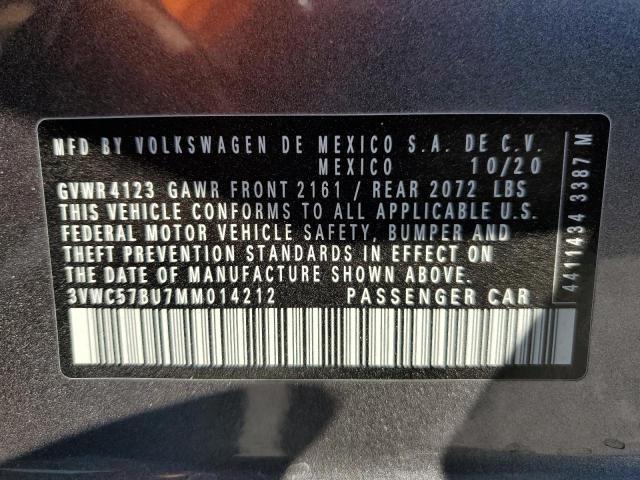 MFD BY VOLKSWAGEN DE MEXICO S.A. DE C.V.
MEXICO 10/20
GVWR 4123 GAWR FRONT 2161 / REAR 2072 LBS
THIS VEHICLE CONFORMS TO ALL APPLICABLE U.S.
FEDERAL MOTOR VEHICLE SAFETY, BUMPER AND
THEFT PREVENTION STANDARDS IN EFFECT ON
THE DATE OF MANUFACTURE SHOWN ABOVE.
3VWC57BU7MM014212 PASSENGER CAR
4411434 3387 M